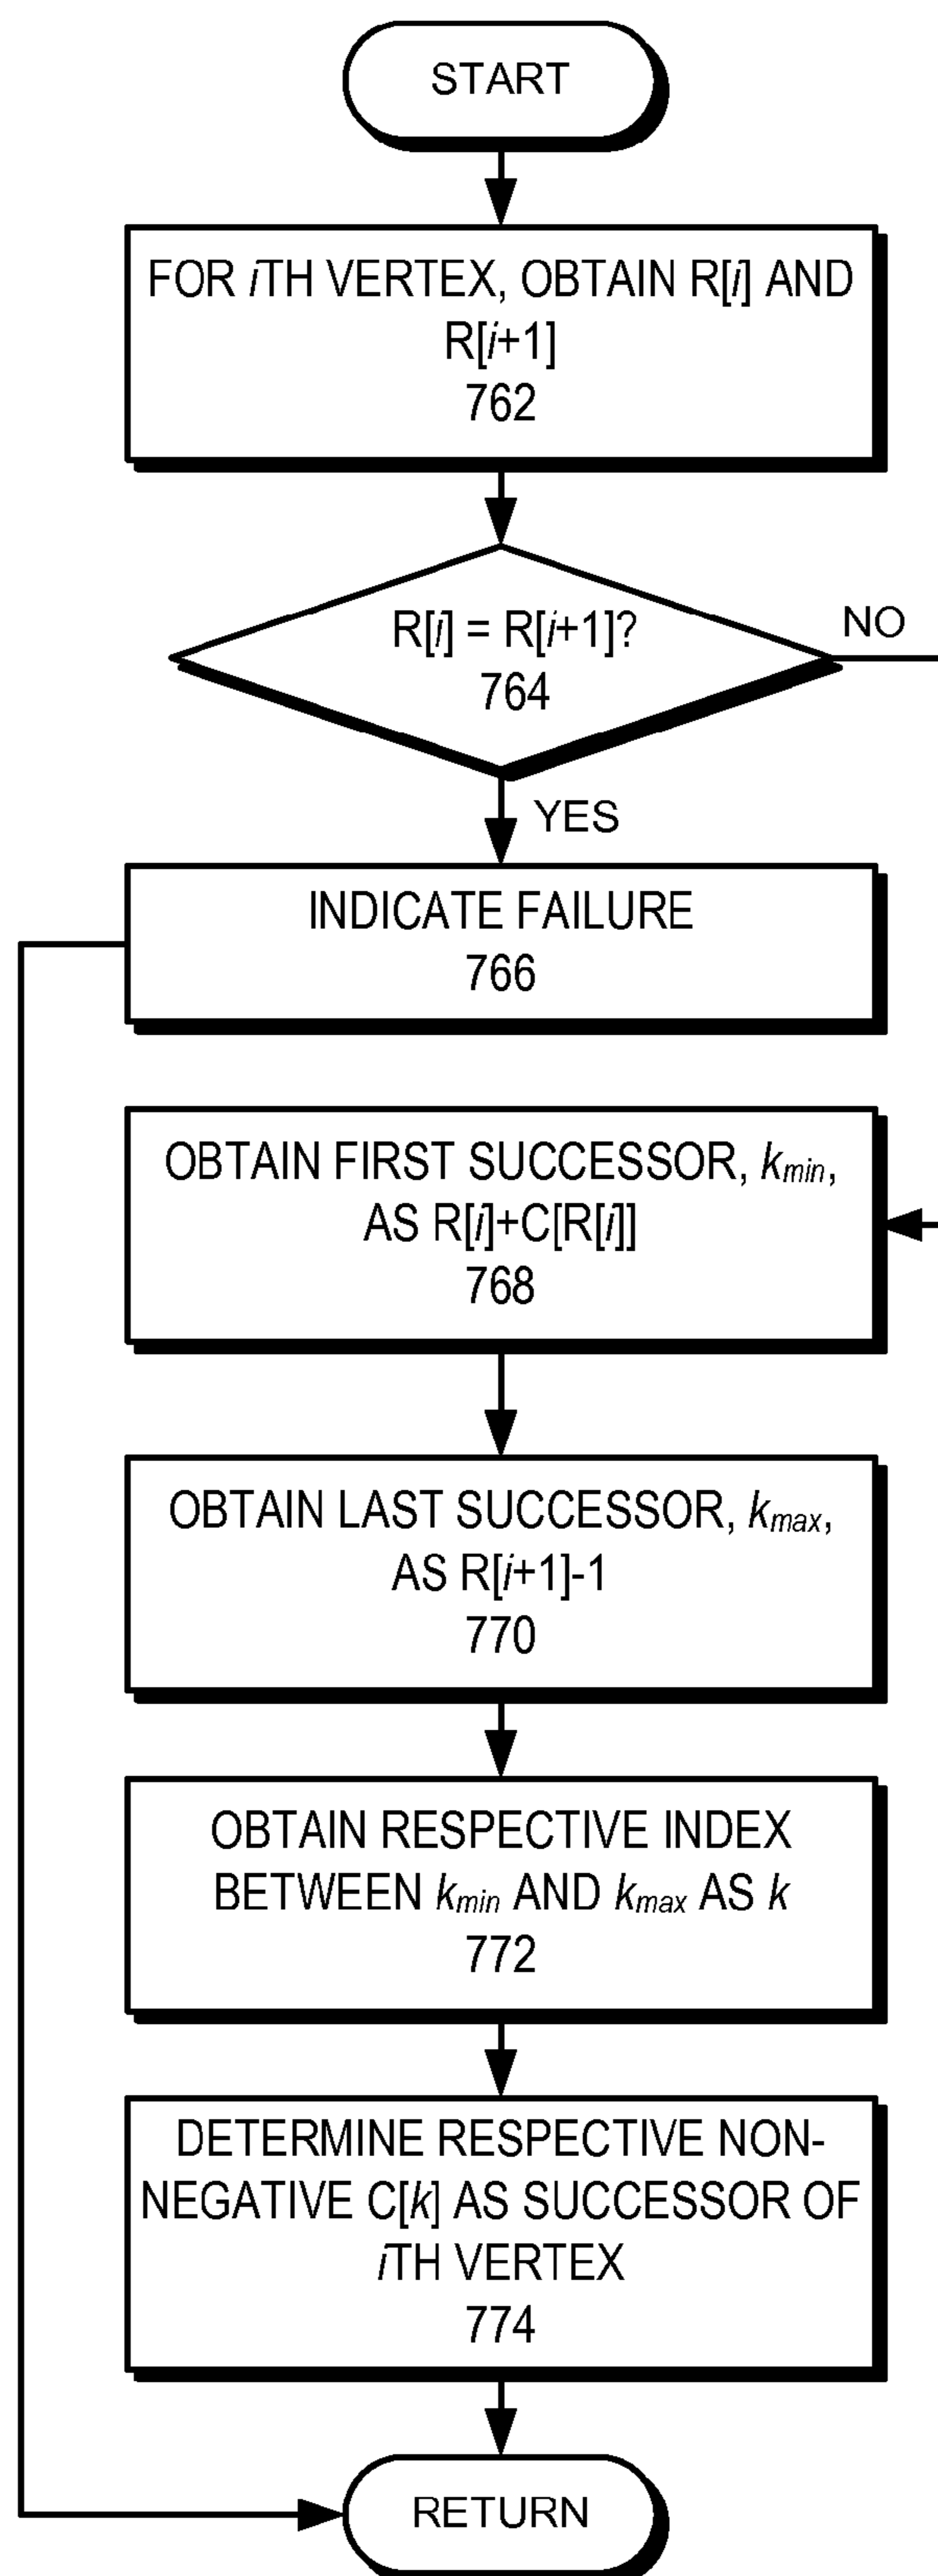 START
FOR iTH VERTEX, OBTAIN R[i] AND
R[i+1]
762
R[i] = R[i+1]?
764
NO
YES
INDICATE FAILURE
766
OBTAIN FIRST SUCCESSOR, kmin,
AS R[i]+C[R[i]]
768
OBTAIN LAST SUCCESSOR, kmax,
AS R[i+1]-1
770
OBTAIN RESPECTIVE INDEX
BETWEEN kmin AND kmax AS k
772
DETERMINE RESPECTIVE NON-
NEGATIVE C[k] AS SUCCESSOR OF
iTH VERTEX
774
RETURN